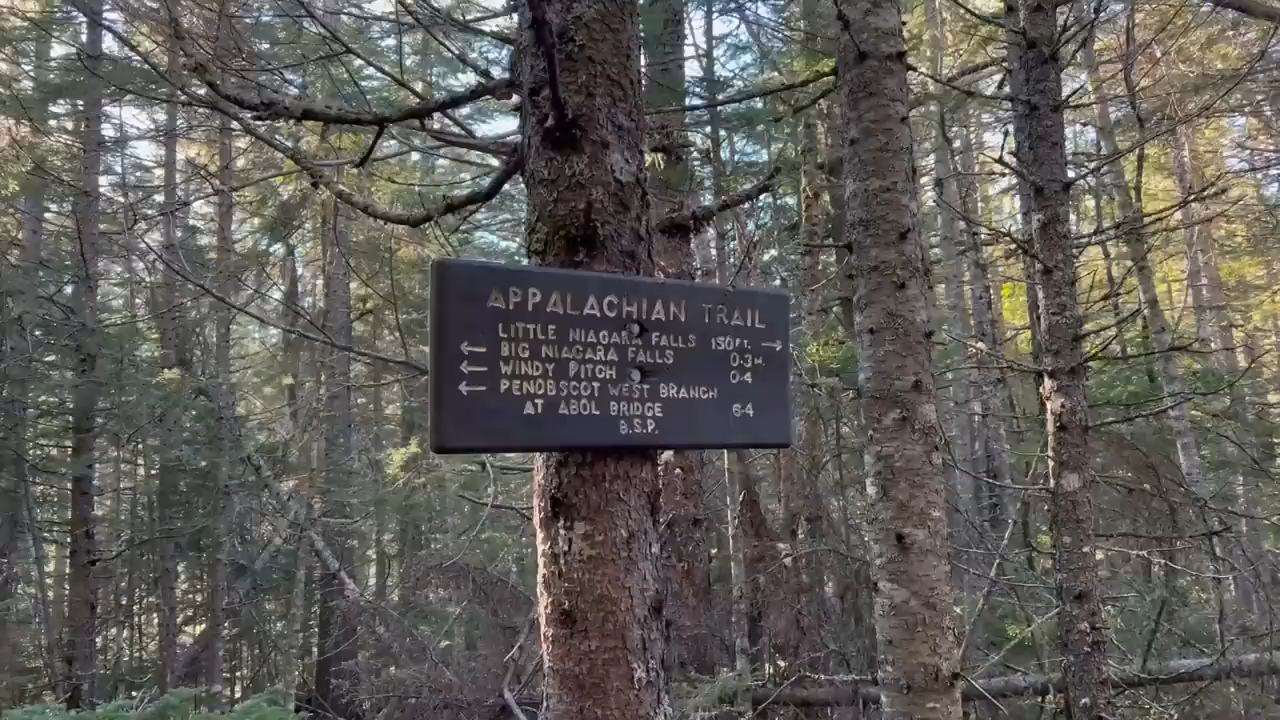 APPALACHIAN TRAIL
LITTLE NIAGARA FALLS 150FT. →
← BIG NIAGARA FALLS 0.3M.
← WINDY PITCH 0.4
← PENOBSCOT WEST BRANCH
AT ABOL BRIDGE 6.4
B.S.P.